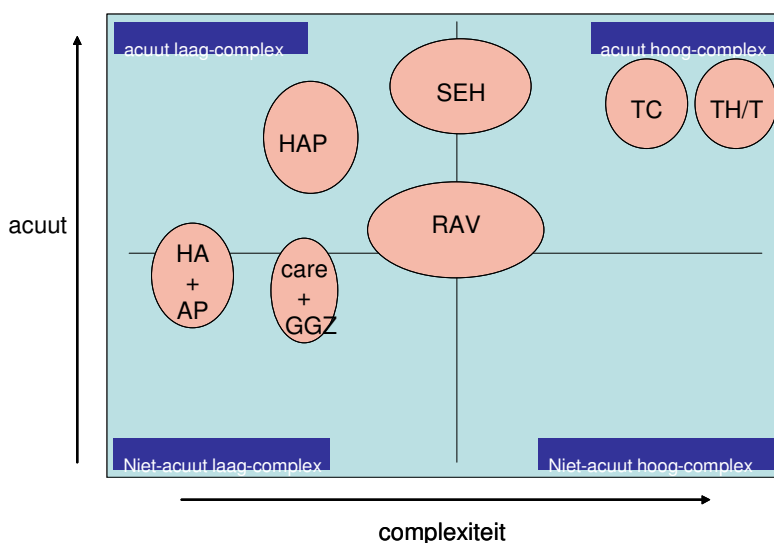 acuut laag-complex
acuut hoog-complex
SEH
TC
TH/T
HAP
acuut
RAV
HA
+
AP
care
+
GGZ
Niet-acuut laag-complex
Niet-acuut hoog-complex
complexiteit